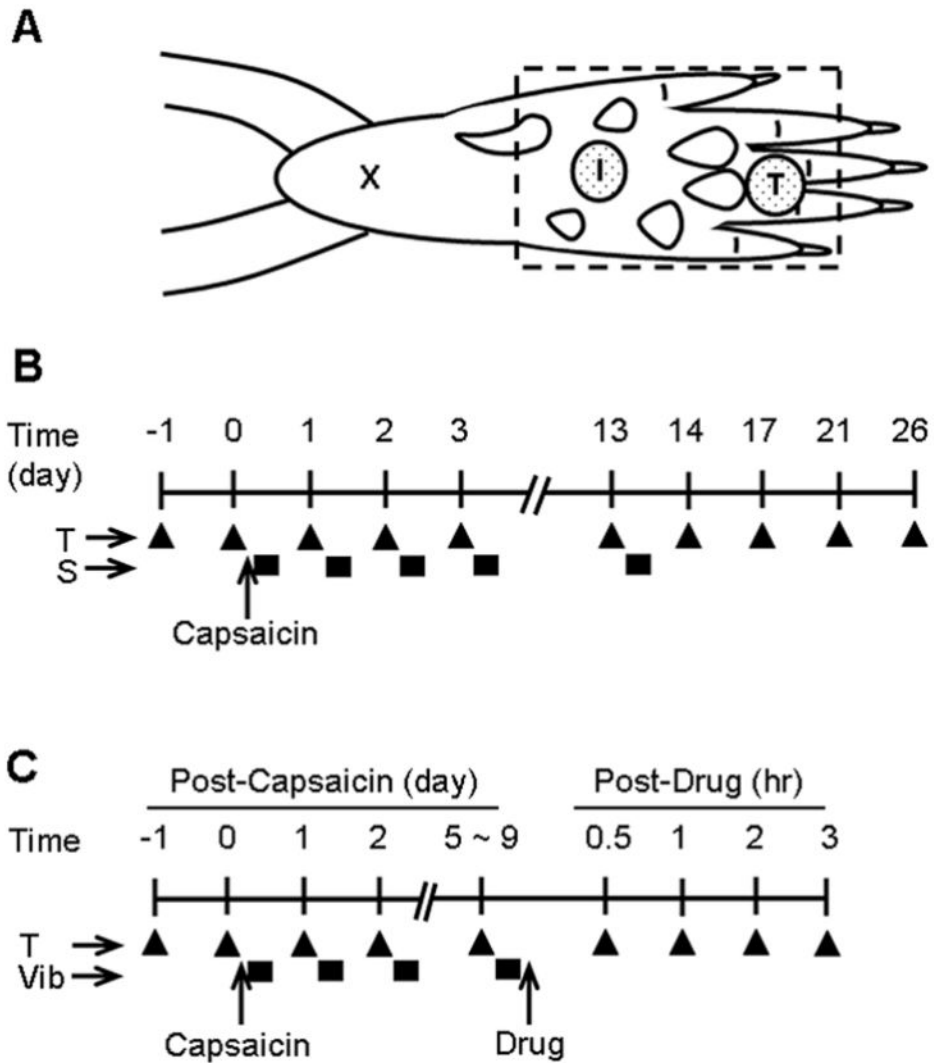 A
X
I
T
B
Time -1 0 1 2 3 13 14 17 21 26
(day)
T
S
Capsaicin
C
Post-Capsaicin (day) Post-Drug (hr)
Time -1 0 1 2 5 ~ 9 0.5 1 2 3
T
Vib
Capsaicin Drug